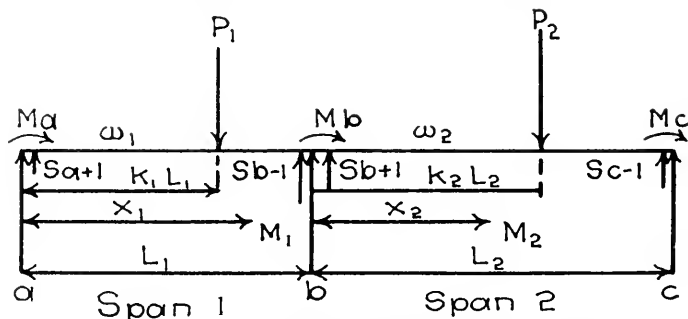 P₁ P₂
Ma ω₁ Mb ω₂ Mc
Sa+1 Sb-1 Sb+1 Sc-1
K₁ L₁ K₂ L₂
x₁ M₁ x₂ M₂
L₁ L₂
a b c
Span 1 Span 2